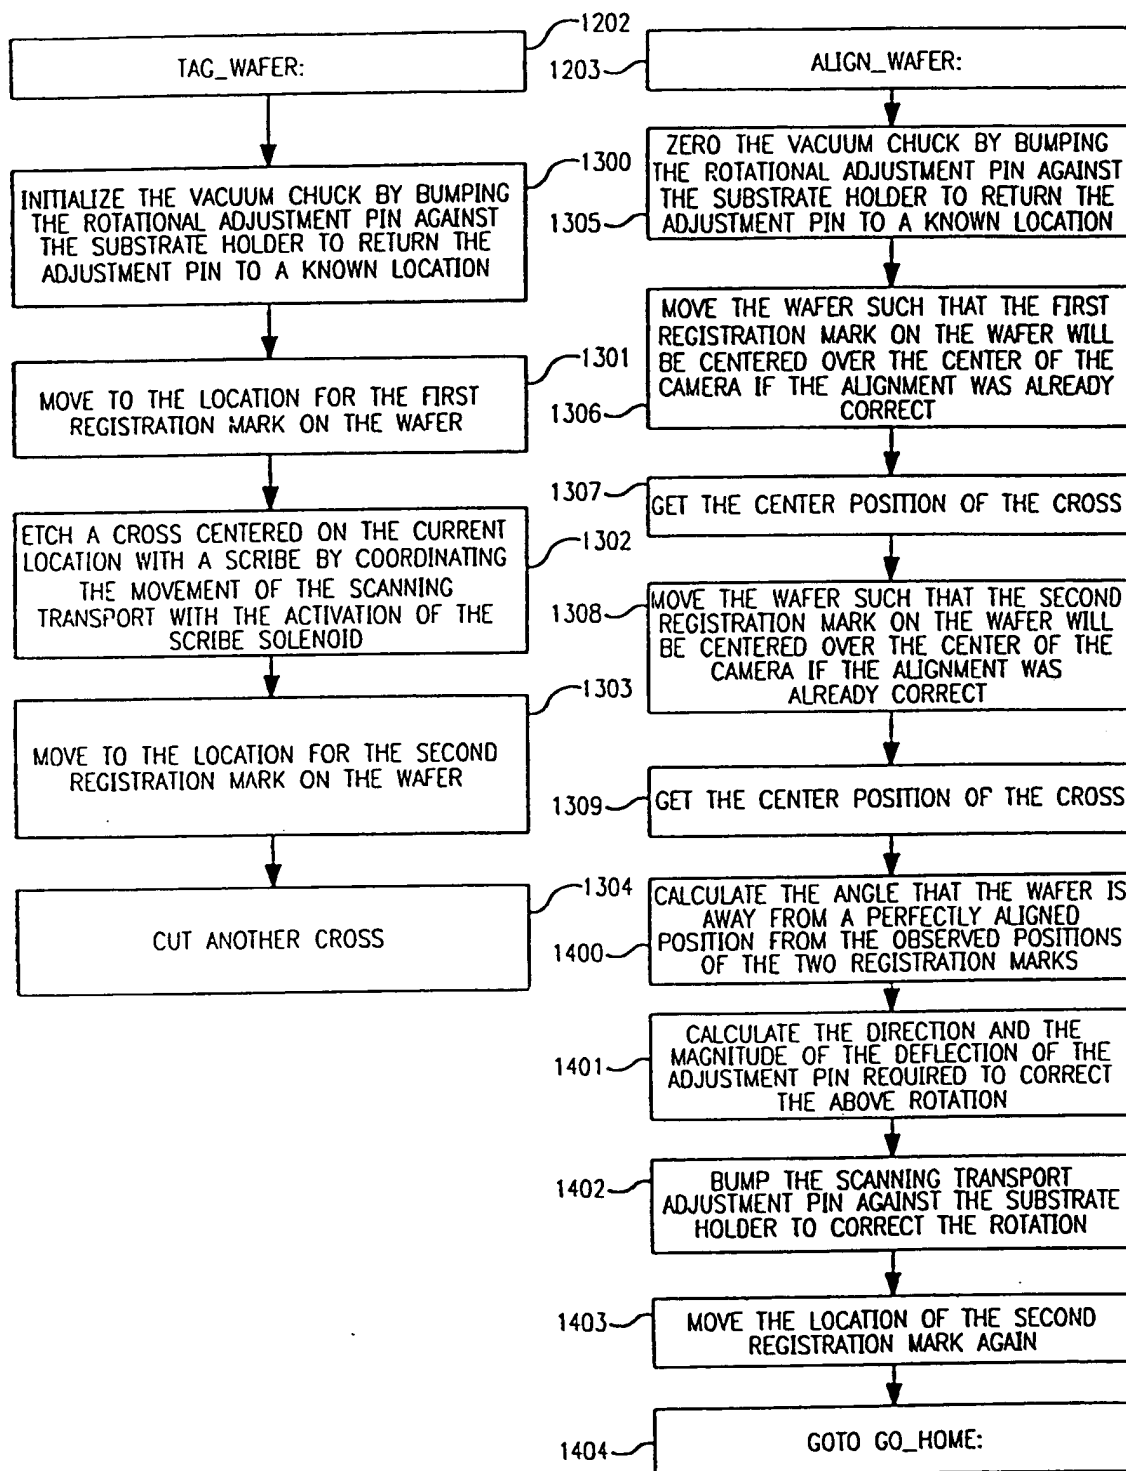 1202
TAG_WAFER:
1300
INITIALIZE THE VACUUM CHUCK BY BUMPING
THE ROTATIONAL ADJUSTMENT PIN AGAINST
THE SUBSTRATE HOLDER TO RETURN THE
ADJUSTMENT PIN TO A KNOWN LOCATION
1301
MOVE TO THE LOCATION FOR THE FIRST
REGISTRATION MARK ON THE WAFER
1302
ETCH A CROSS CENTERED ON THE CURRENT
LOCATION WITH A SCRIBE BY COORDINATING
THE MOVEMENT OF THE SCANNING
TRANSPORT WITH THE ACTIVATION OF THE
SCRIBE SOLENOID
1303
MOVE TO THE LOCATION FOR THE SECOND
REGISTRATION MARK ON THE WAFER
1304
CUT ANOTHER CROSS
1203
ALIGN_WAFER:
1305
ZERO THE VACUUM CHUCK BY BUMPING
THE ROTATIONAL ADJUSTMENT PIN AGAINST
THE SUBSTRATE HOLDER TO RETURN THE
ADJUSTMENT PIN TO A KNOWN LOCATION
1306
MOVE THE WAFER SUCH THAT THE FIRST
REGISTRATION MARK ON THE WAFER WILL
BE CENTERED OVER THE CENTER OF THE
CAMERA IF THE ALIGNMENT WAS ALREADY
CORRECT
1307
GET THE CENTER POSITION OF THE CROSS
1308
MOVE THE WAFER SUCH THAT THE SECOND
REGISTRATION MARK ON THE WAFER WILL
BE CENTERED OVER THE CENTER OF THE
CAMERA IF THE ALIGNMENT WAS
ALREADY CORRECT
1309
GET THE CENTER POSITION OF THE CROSS
1400
CALCULATE THE ANGLE THAT THE WAFER IS
AWAY FROM A PERFECTLY ALIGNED
POSITION FROM THE OBSERVED POSITIONS
OF THE TWO REGISTRATION MARKS
1401
CALCULATE THE DIRECTION AND THE
MAGNITUDE OF THE DEFLECTION OF THE
ADJUSTMENT PIN REQUIRED TO CORRECT
THE ABOVE ROTATION
1402
BUMP THE SCANNING TRANSPORT
ADJUSTMENT PIN AGAINST THE SUBSTRATE
HOLDER TO CORRECT THE ROTATION
1403
MOVE THE LOCATION OF THE SECOND
REGISTRATION MARK AGAIN
1404
GOTO GO_HOME: